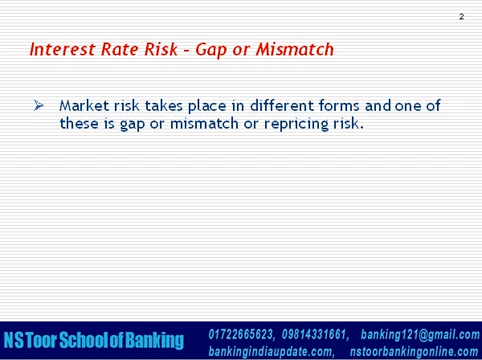 2
Interest Rate Risk – Gap or Mismatch
➢ Market risk takes place in different forms and one of
these is gap or mismatch or repricing risk.
NS Toor School of Banking
01722665623, 09814331661, banking121@gmail.com
bankingindiaupdate.com, nstoorbankingonline.com